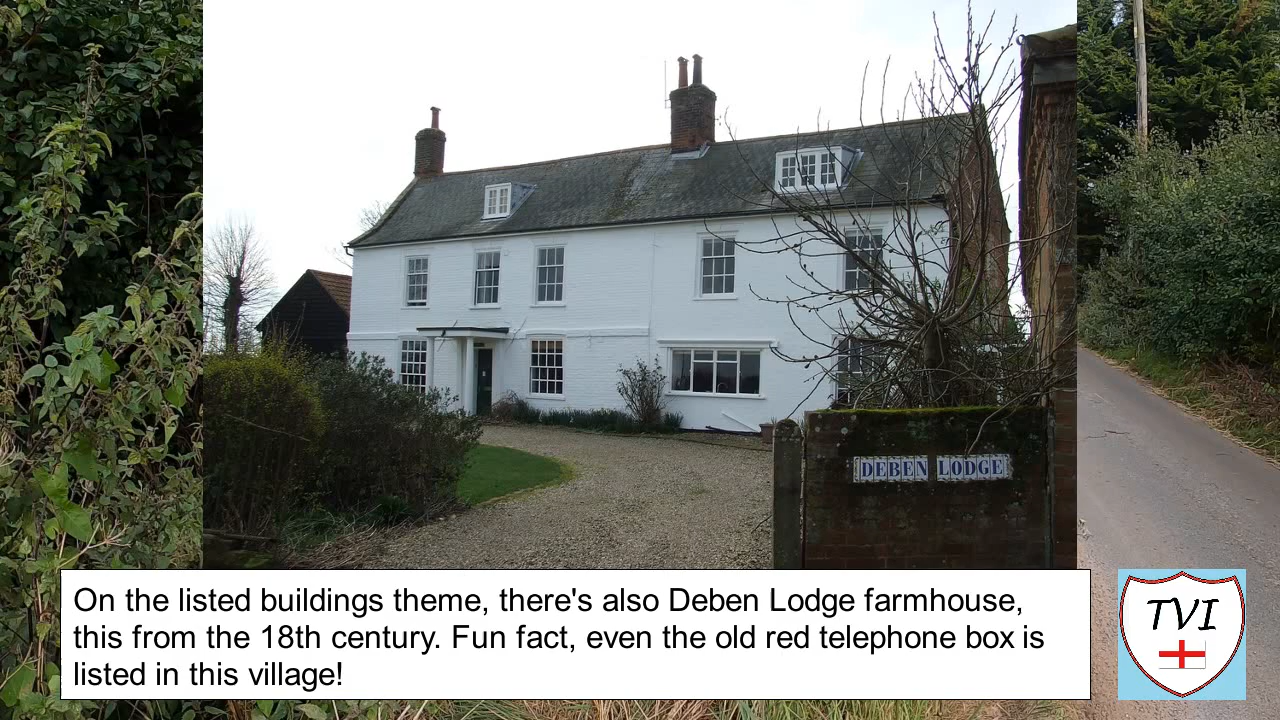 DEBEN LODGE
On the listed buildings theme, there's also Deben Lodge farmhouse,
this from the 18th century. Fun fact, even the old red telephone box is
listed in this village!
TVI